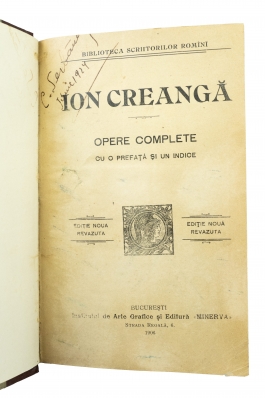 BIBLIOTECA SCRIITORILOR ROMÎNI
ION CREANGĂ
OPERE COMPLETE
CU O PREFAȚĂ ȘI UN INDICE
EDIȚIE NOUĂ
REVĂZUTĂ
EDIȚIE NOUĂ
REVĂZUTĂ
BUCUREȘTI
Institutul de Arte Grafice și Editură «MINERVA»
STRADA REGALĂ, 6.